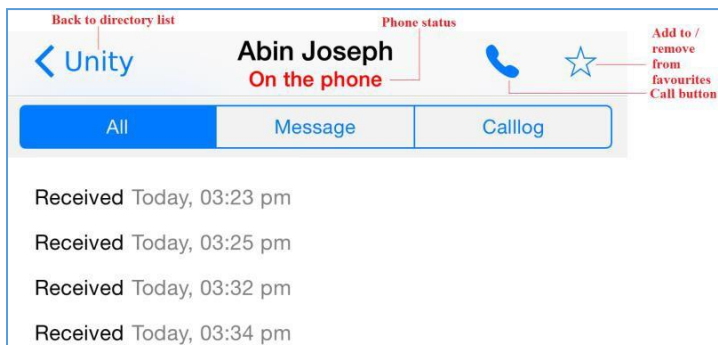 Back to directory list
Phone status
Add to /
remove
from
favourites
Call button
Unity
Abin Joseph
On the phone
All Message Calllog
Received Today, 03:23 pm
Received Today, 03:25 pm
Received Today, 03:32 pm
Received Today, 03:34 pm